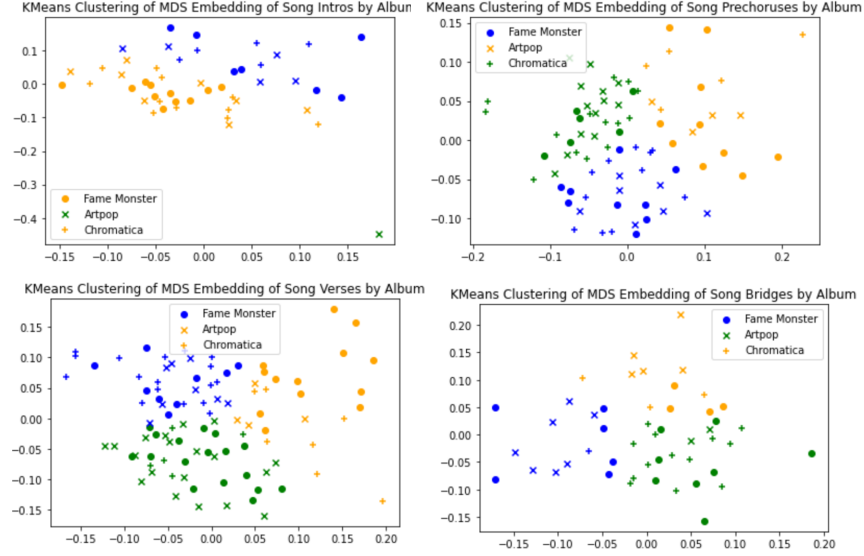 KMeans Clustering of MDS Embedding of Song Intros by Album
0.1
0.0
−0.1
−0.2
−0.3
−0.4
Fame Monster
Artpop
Chromatica
−0.15 −0.10 −0.05 0.00 0.05 0.10 0.15
KMeans Clustering of MDS Embedding of Song Prechoruses by Album
0.15
0.10
0.05
0.00
−0.05
−0.10
Fame Monster
Artpop
Chromatica
−0.2 −0.1 0.0 0.1 0.2
KMeans Clustering of MDS Embedding of Song Verses by Album
0.15
0.10
0.05
0.00
−0.05
−0.10
−0.15
Fame Monster
Artpop
Chromatica
−0.15 −0.10 −0.05 0.00 0.05 0.10 0.15 0.20
KMeans Clustering of MDS Embedding of Song Bridges by Album
0.20
0.15
0.10
0.05
0.00
−0.05
−0.10
−0.15
Fame Monster
Artpop
Chromatica
−0.15 −0.10 −0.05 0.00 0.05 0.10 0.15 0.20